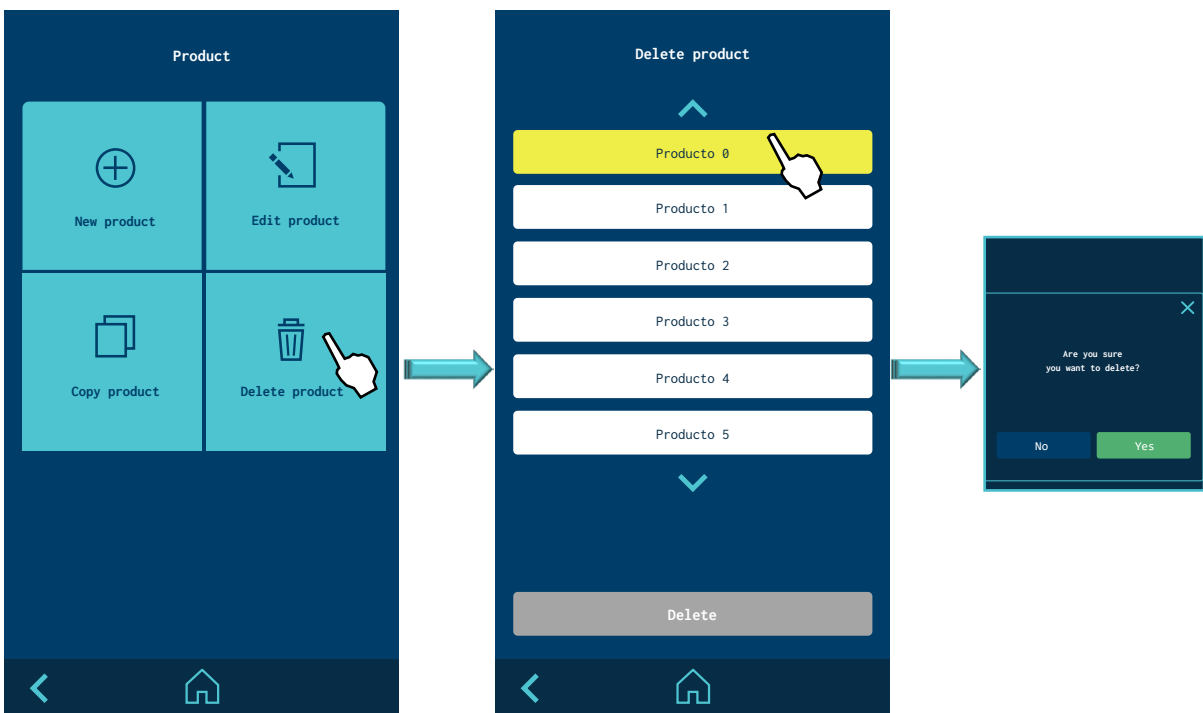 Product
New product
Edit product
Copy product
Delete product
Delete product
Producto 0
Producto 1
Producto 2
Producto 3
Producto 4
Producto 5
Delete
Are you sure
you want to delete?
No
Yes